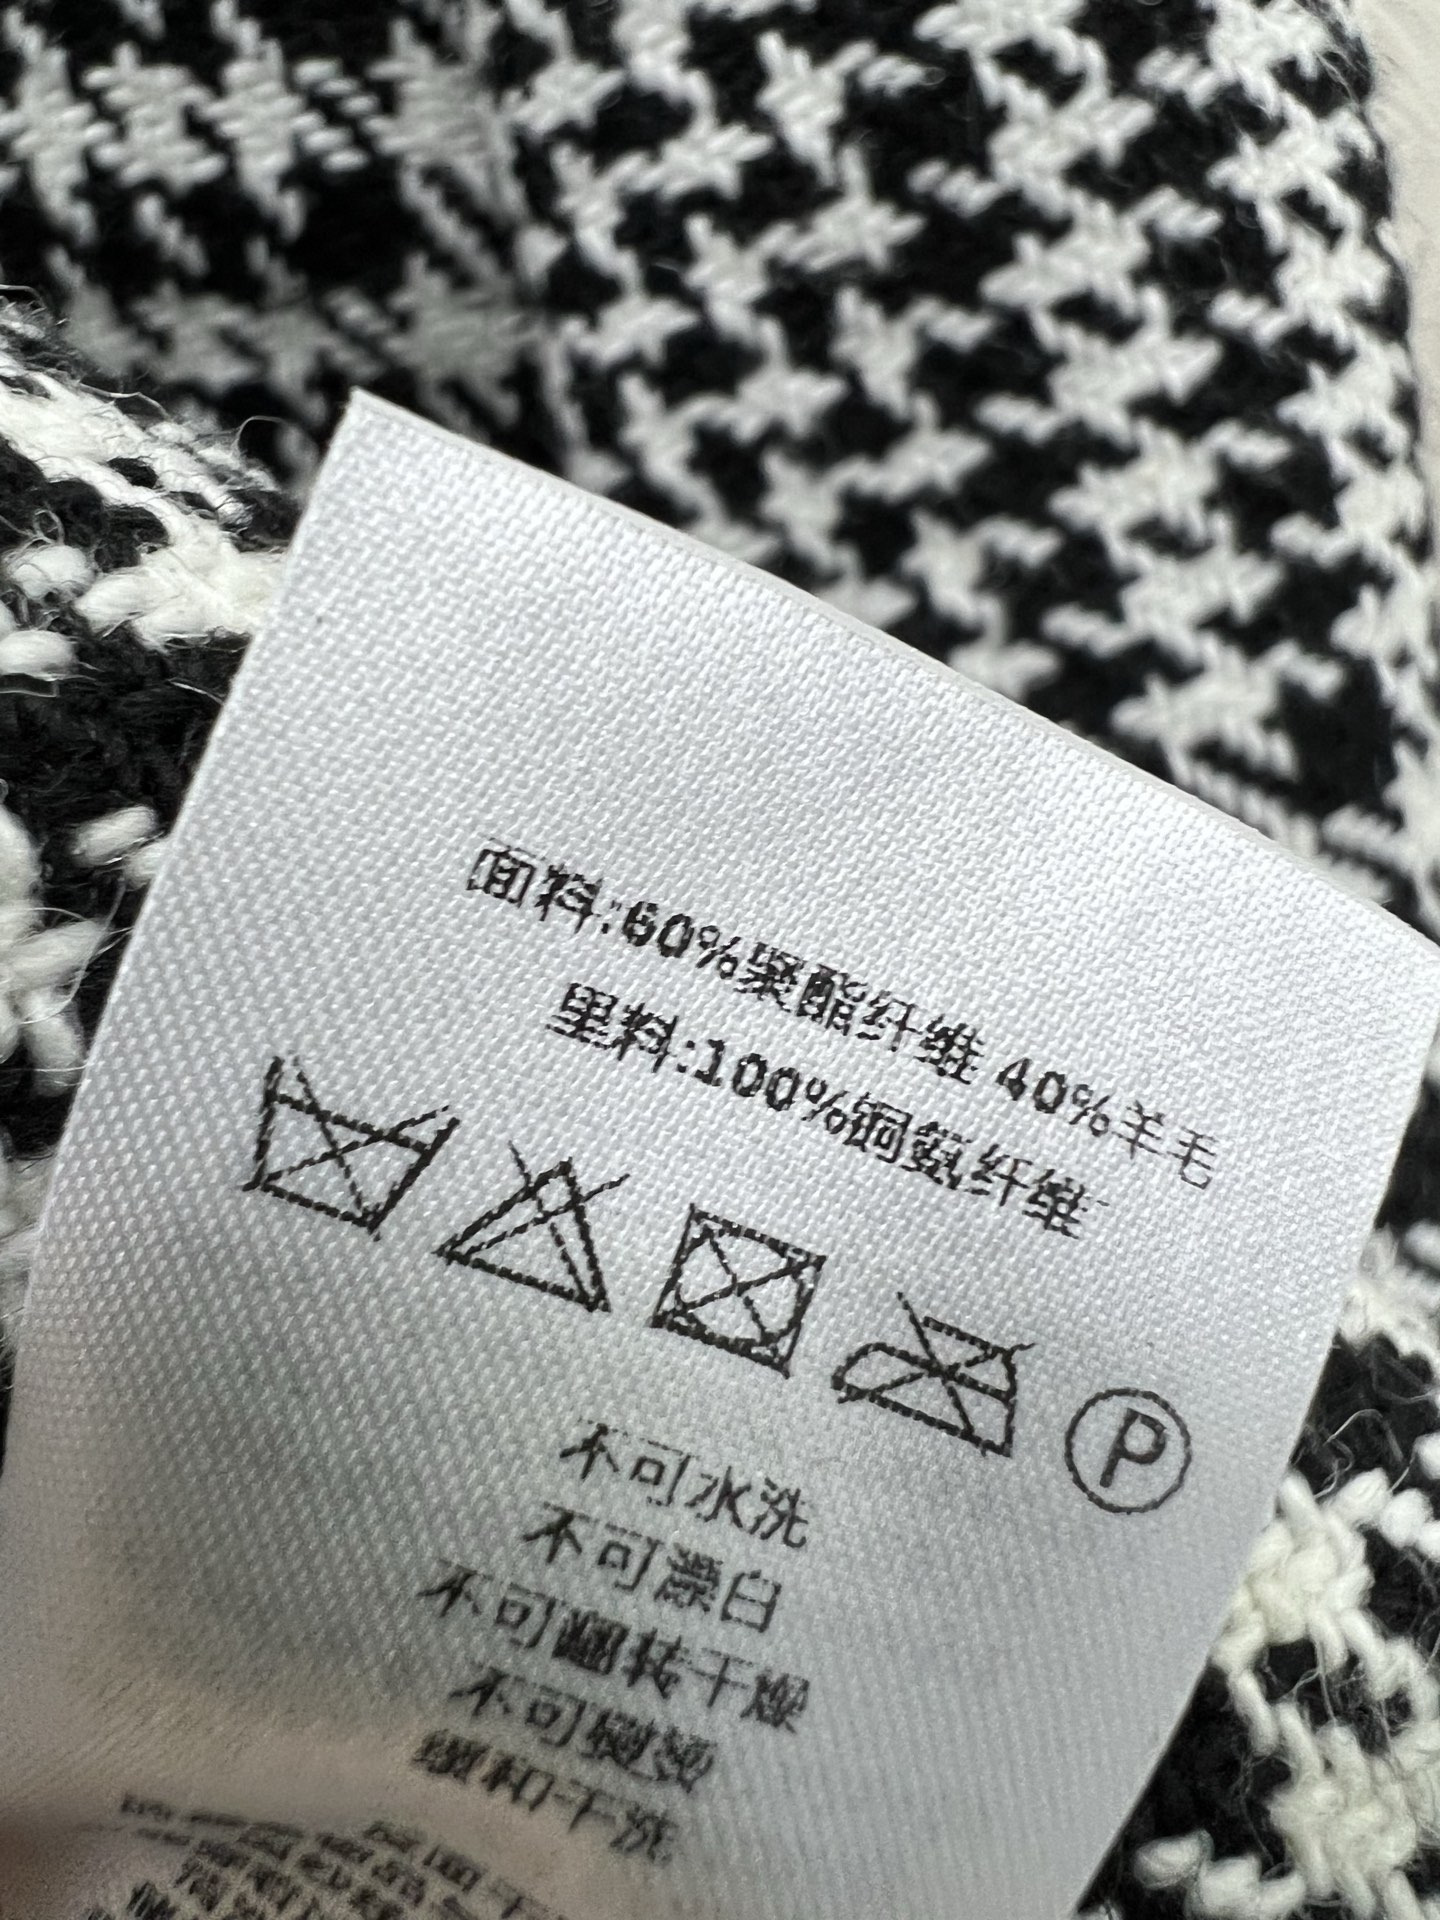 面料:60%聚酯纤维 40%羊毛
里料:100%铜氨纤维
P
不可水洗
不可漂白
不可翻转干燥
不可熨烫
缓和干洗